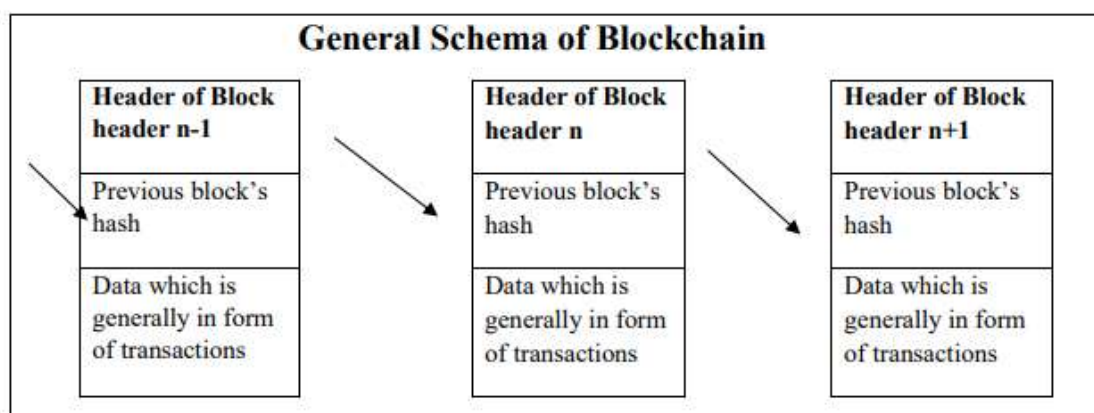 General Schema of Blockchain
Header of Block
header n-1
Previous block's
hash
Data which is
generally in form
of transactions
Header of Block
header n
Previous block's
hash
Data which is
generally in form
of transactions
Header of Block
header n+1
Previous block's
hash
Data which is
generally in form
of transactions